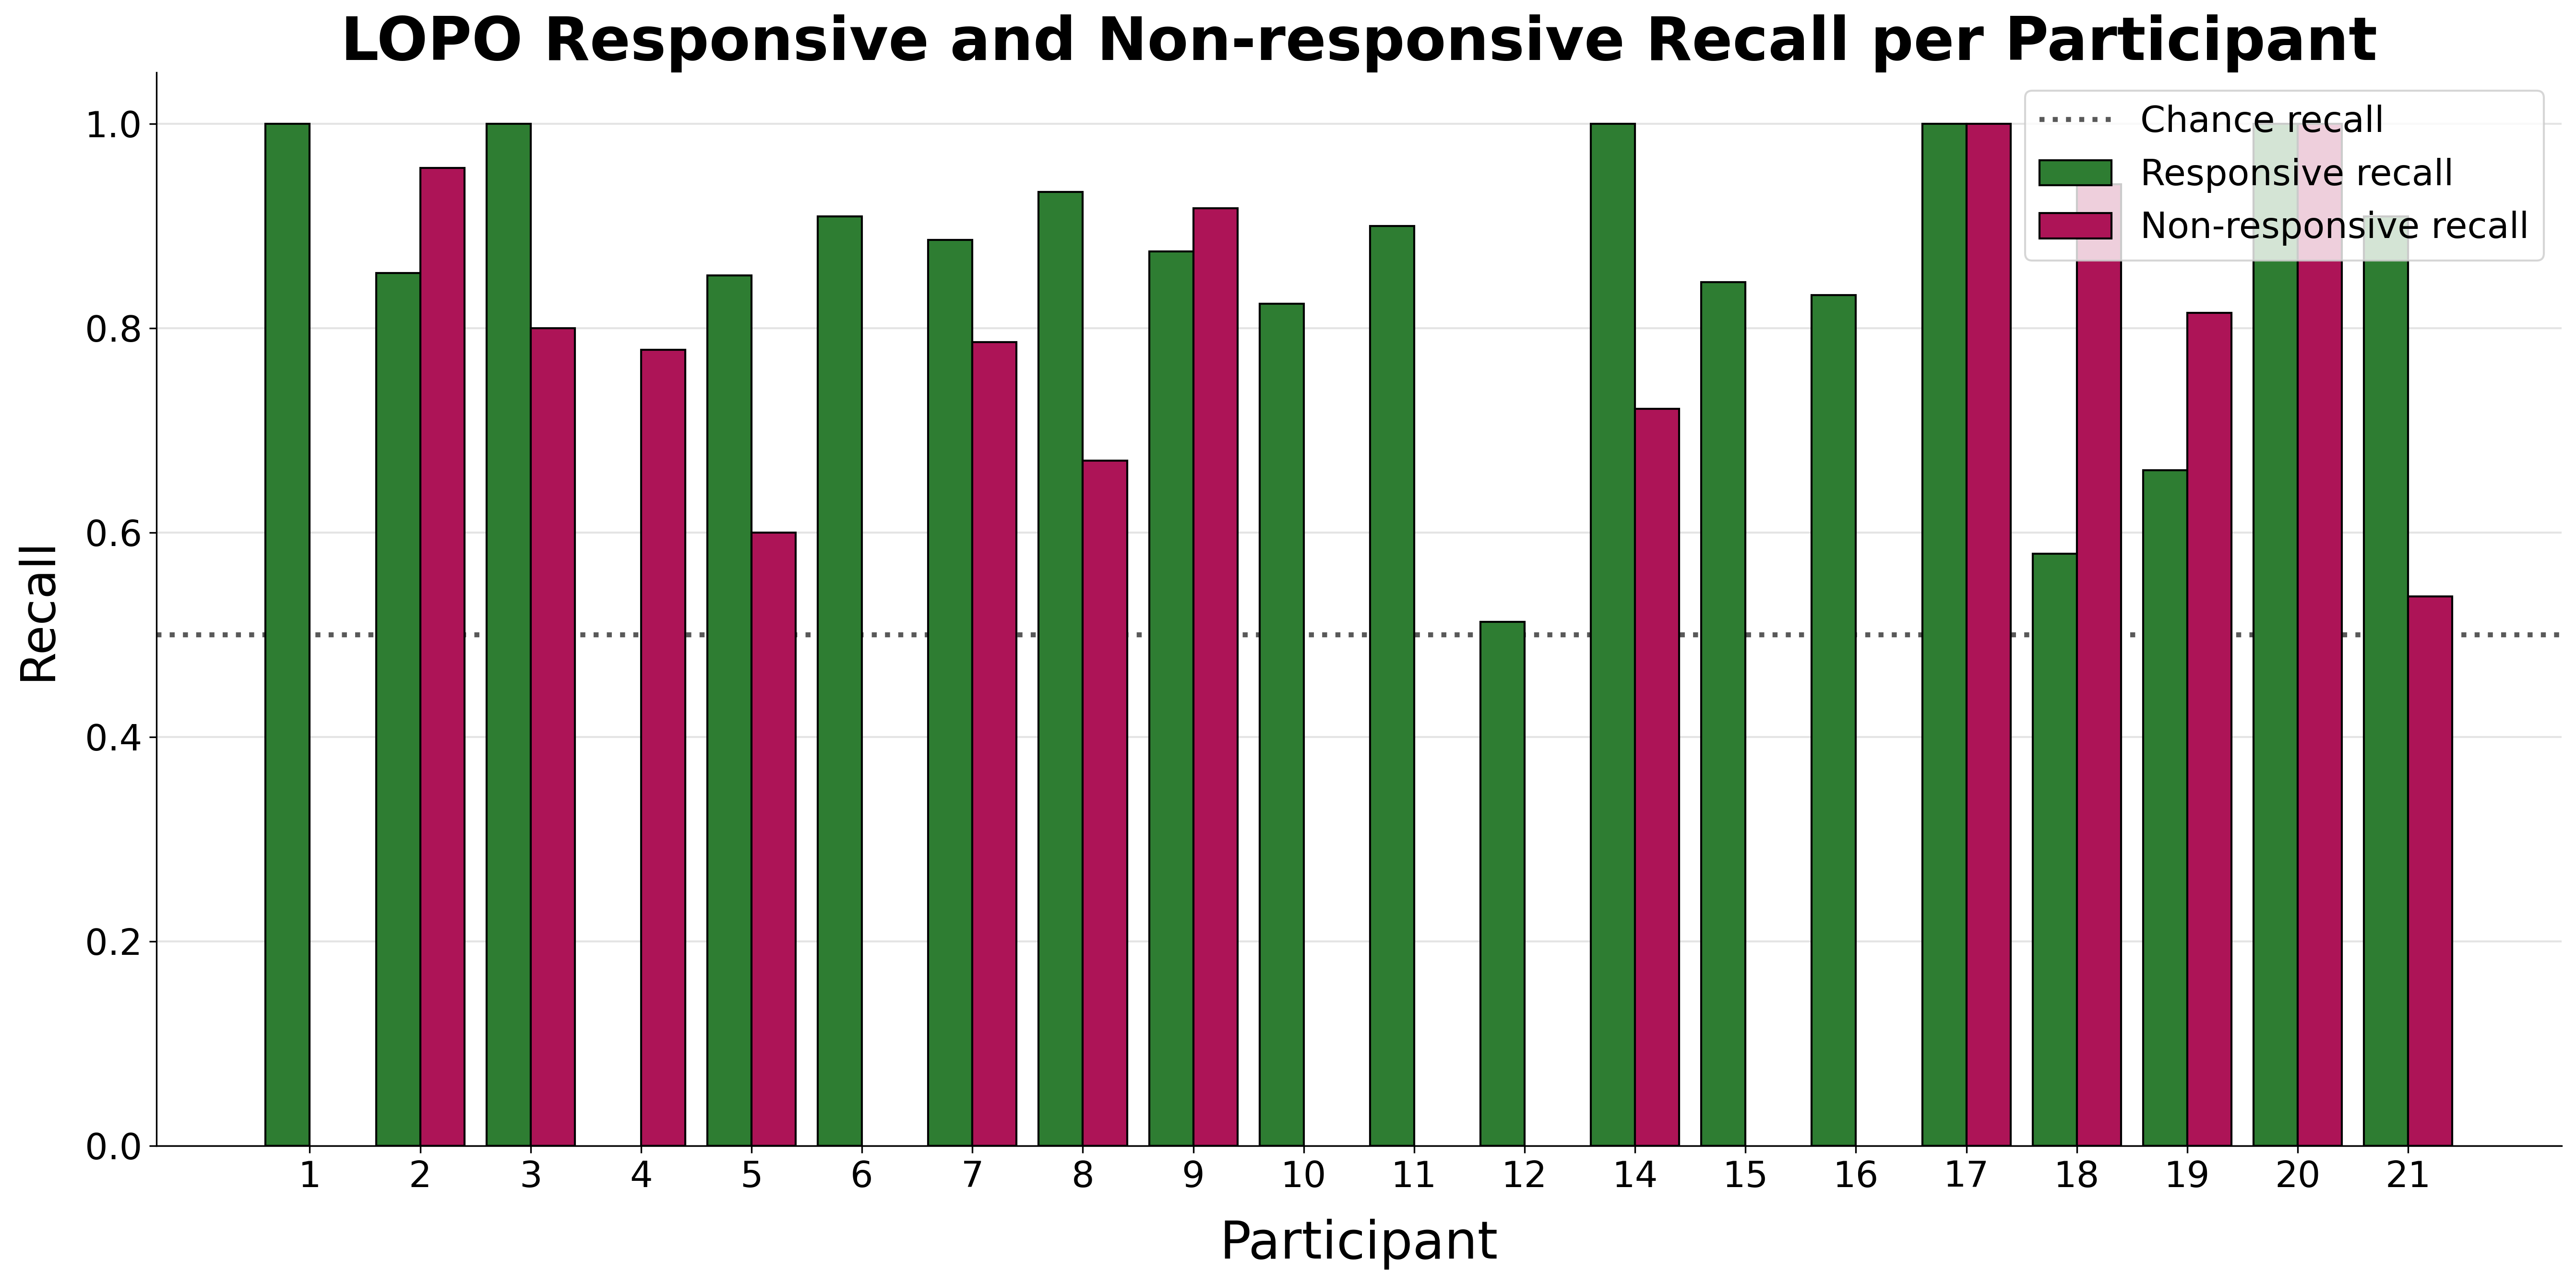 LOPO Responsive and Non-responsive Recall per Participant
Chance recall
Responsive recall
Non-responsive recall
1.0
0.8
0.6
0.4
0.2
0.0
Recall
1 2 3 4 5 6 7 8 9 10 11 12 14 15 16 17 18 19 20 21
Participant